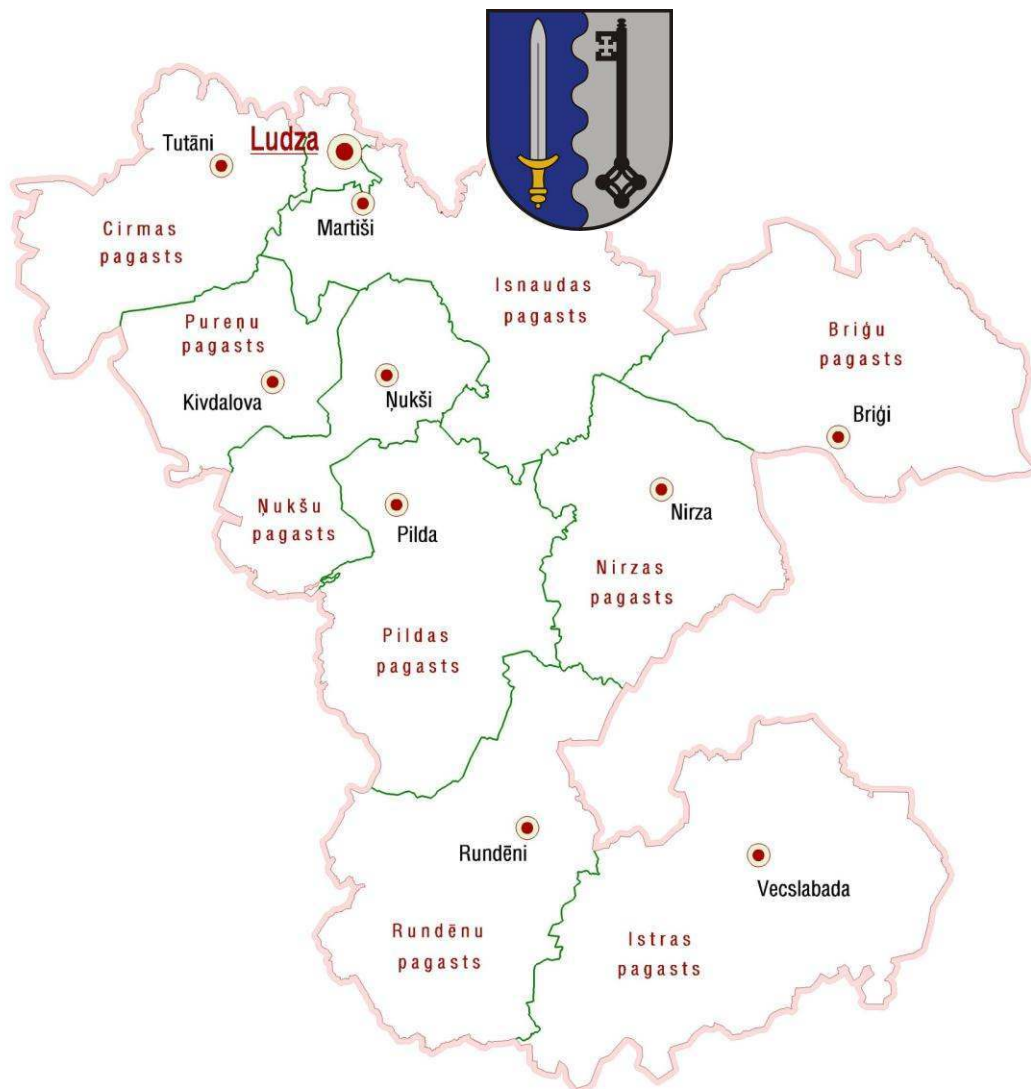 Tutāni
Ludza
Martiši
Cirmas
pagasts
Isnaudas
pagasts
Pureņu
pagasts
Briģu
pagasts
Kivdalova
Ņukši
Briģi
Ņukšu
pagasts
Pilda
Nirza
Nirzas
pagasts
Pildas
pagasts
Rundēni
Vecslabada
Rundēnu
pagasts
Istras
pagasts